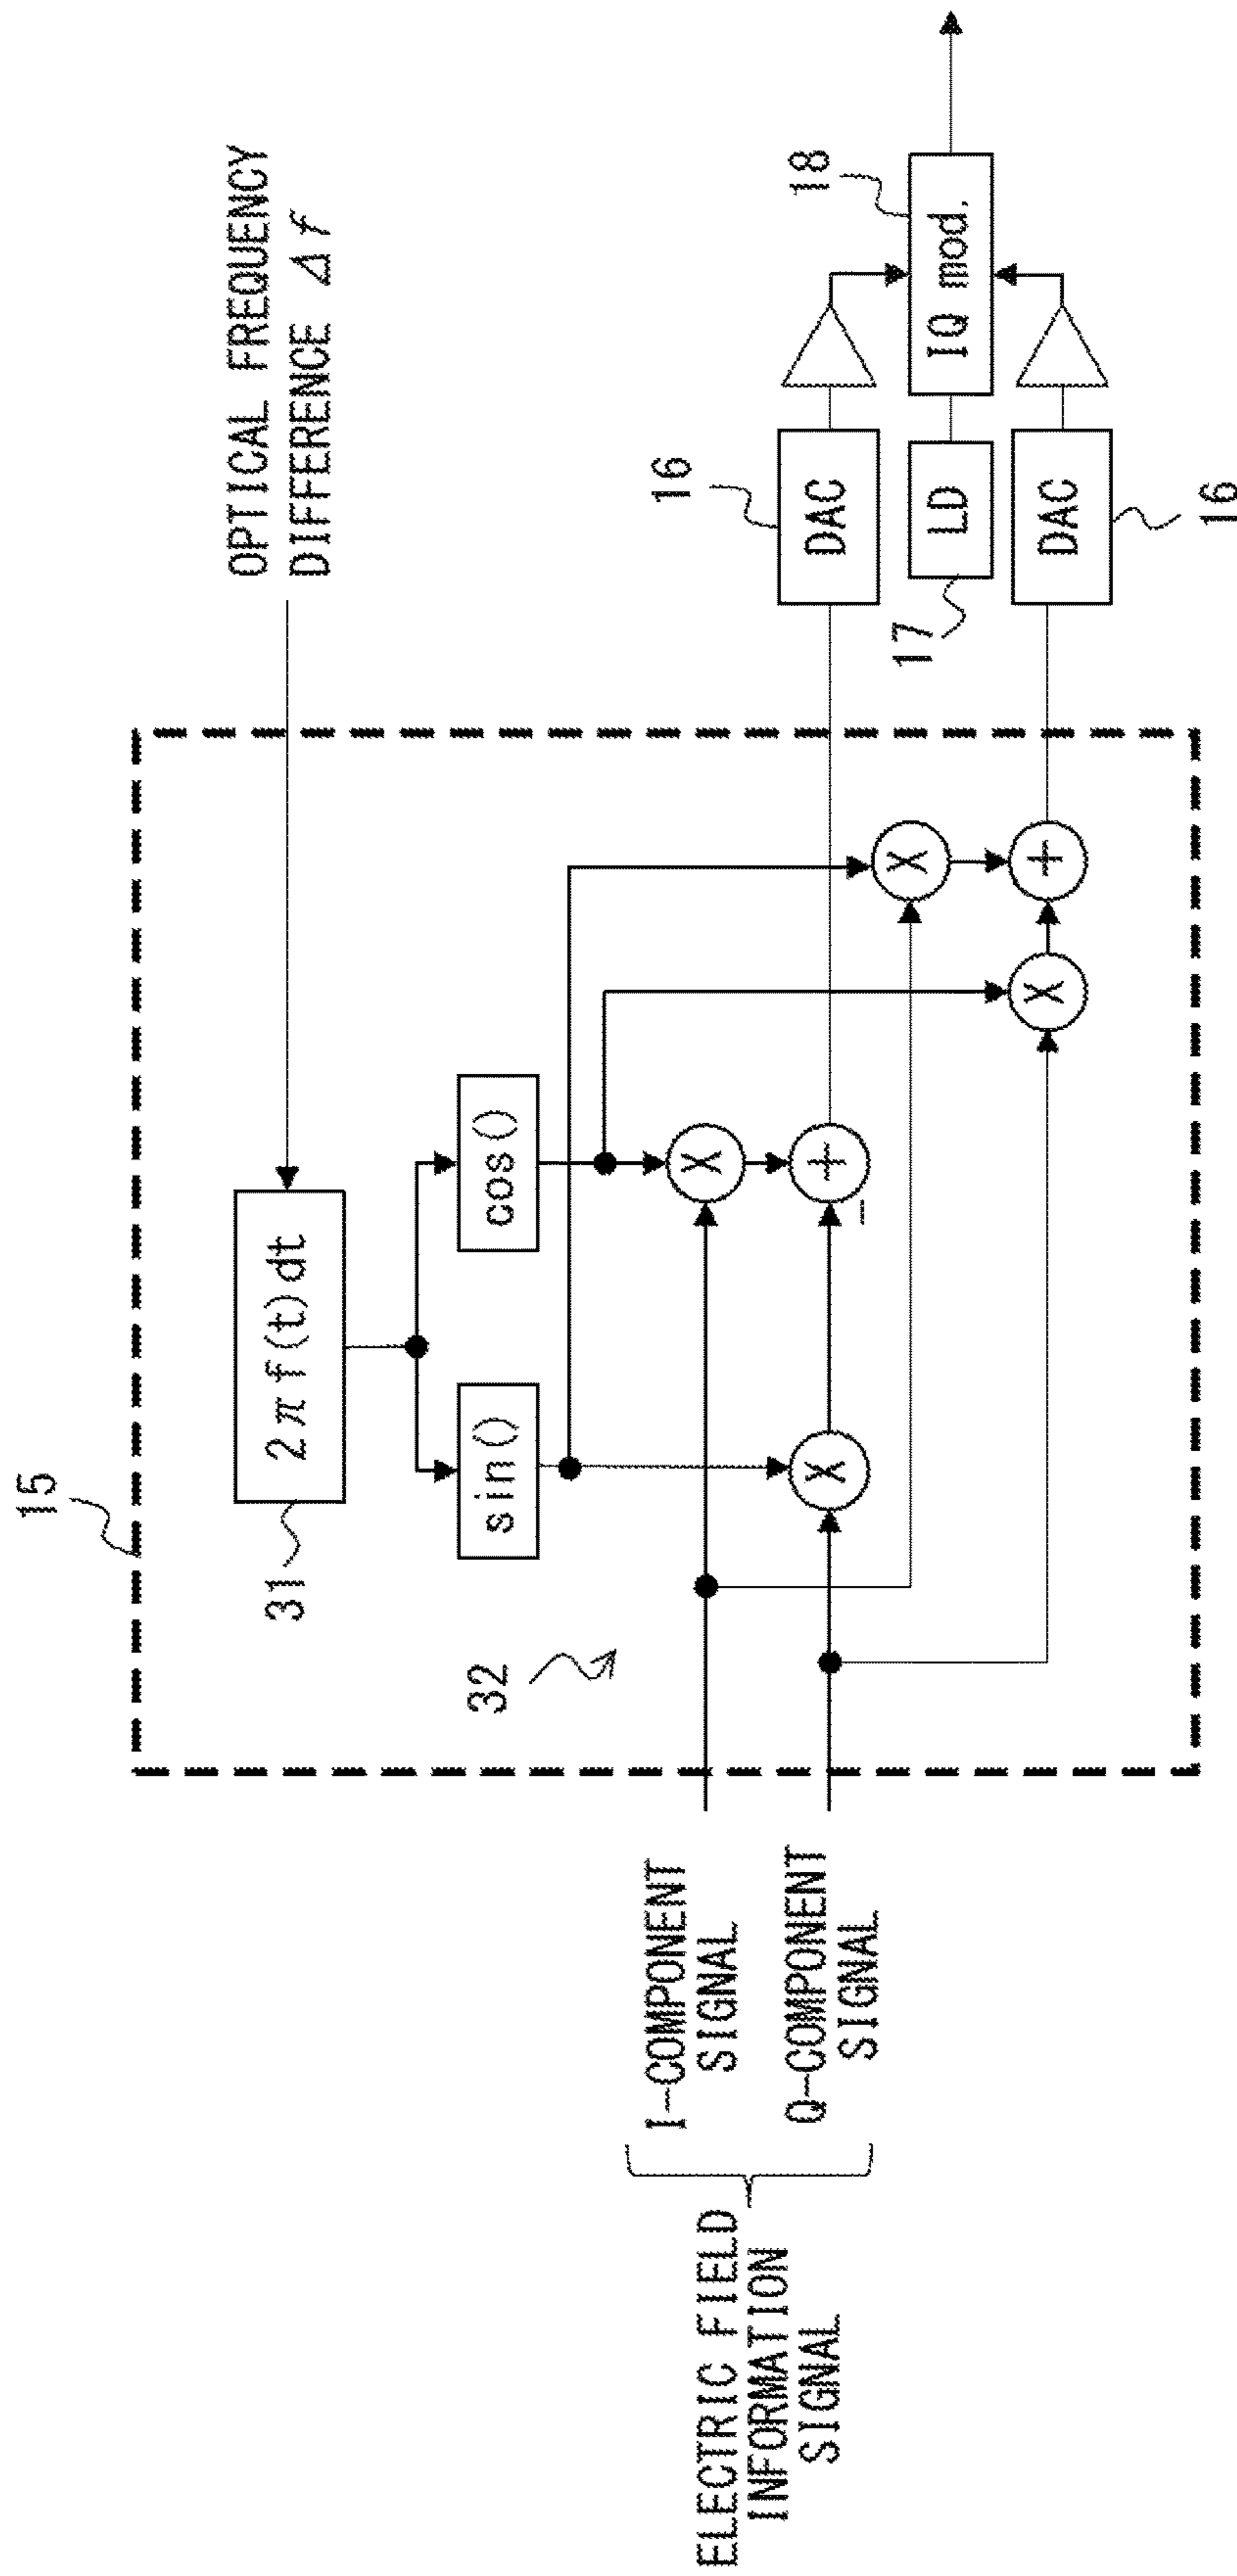 OPTICAL FREQUENCY
DIFFERENCE Δf
15
31
2πf(t)dt
sin()
cos()
32
X
X
+
−
X
X
+
16
DAC
17
LD
DAC
16
18
IQ mod.
ELECTRIC FIELD
INFORMATION
SIGNAL
I-COMPONENT
SIGNAL
Q-COMPONENT
SIGNAL